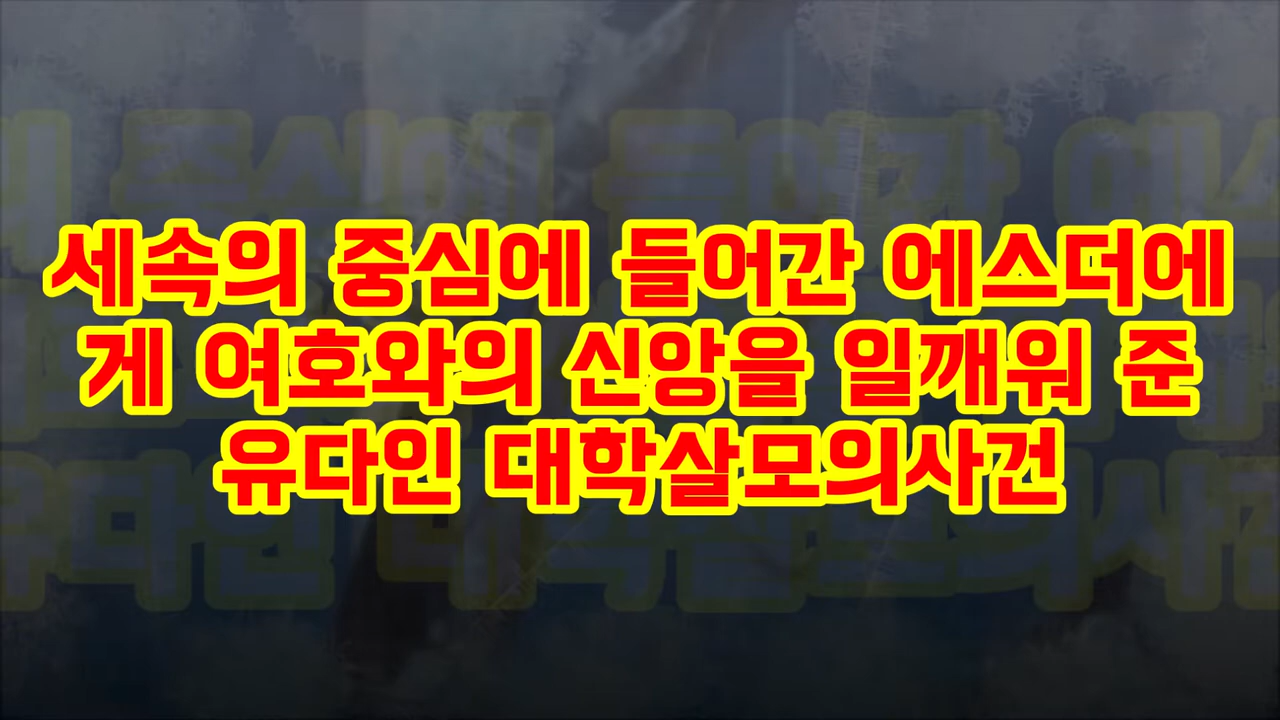 세속의 중심에 들어간 에스더에
게 여호와의 신앙을 일깨워 준
유다인 대학살모의사건